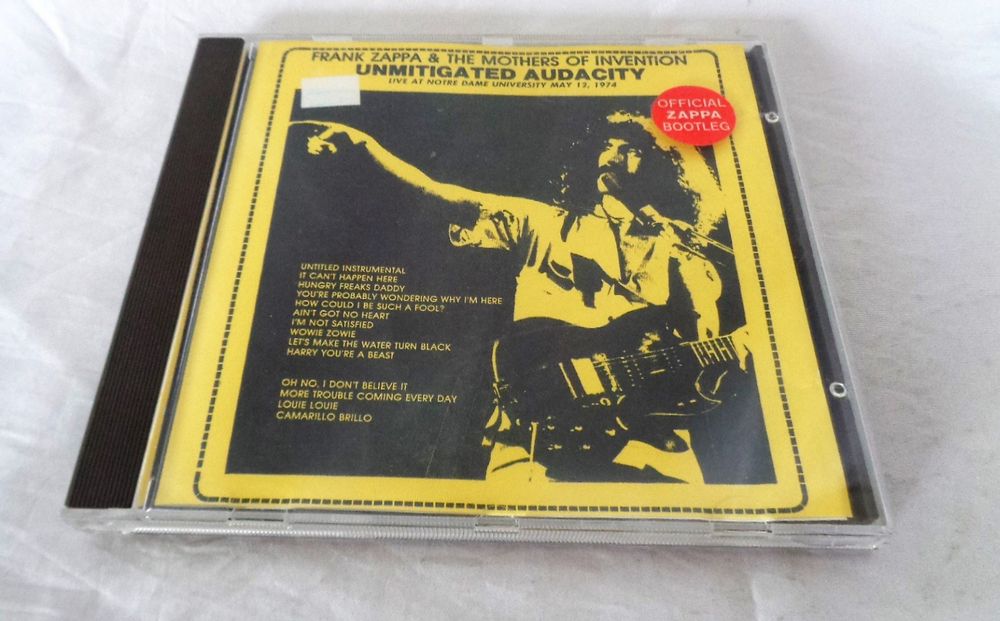 FRANK ZAPPA & THE MOTHERS OF INVENTION
UNMITIGATED AUDACITY
LIVE AT NOTRE DAME UNIVERSITY MAY 12, 1974
OFFICIAL
ZAPPA
BOOTLEG
UNTITLED INSTRUMENTAL
IT CAN'T HAPPEN HERE
HUNGRY FREAKS DADDY
YOU'RE PROBABLY WONDERING WHY I'M HERE
HOW COULD I BE SUCH A FOOL?
AIN'T GOT NO HEART
I'M NOT SATISFIED
WOWIE ZOWIE
LET'S MAKE THE WATER TURN BLACK
HARRY YOU'RE A BEAST
OH NO, I DON'T BELIEVE IT
MORE TROUBLE COMING EVERY DAY
LOUIE LOUIE
CAMARILLO BRILLO